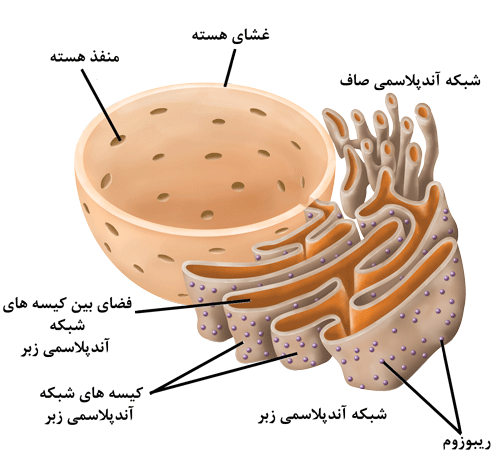 غشای هسته
منفذ هسته
شبکه آندپلاسمی صاف
فضای بین کیسه های
شبکه
آندپلاسمی زبر
کیسه های شبکه
آندپلاسمی زبر
شبکه آندپلاسمی زبر
ریبوزوم